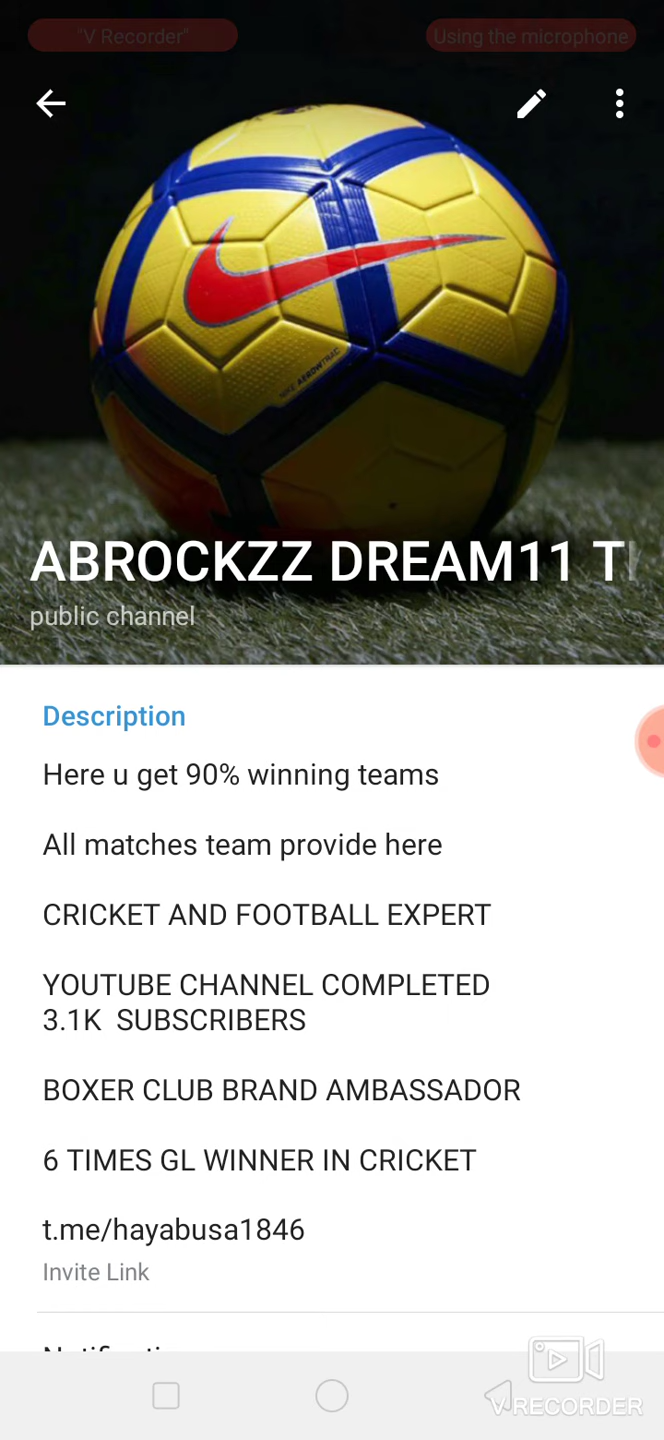 "V Recorder"
Using the microphone
NIKE AEROWTRAC
ABROCKZZ DREAM11 T
public channel
Description
Here u get 90% winning teams
All matches team provide here
CRICKET AND FOOTBALL EXPERT
YOUTUBE CHANNEL COMPLETED
3.1K  SUBSCRIBERS
BOXER CLUB BRAND AMBASSADOR
6 TIMES GL WINNER IN CRICKET
t.me/hayabusa1846
Invite Link
V RECORDER